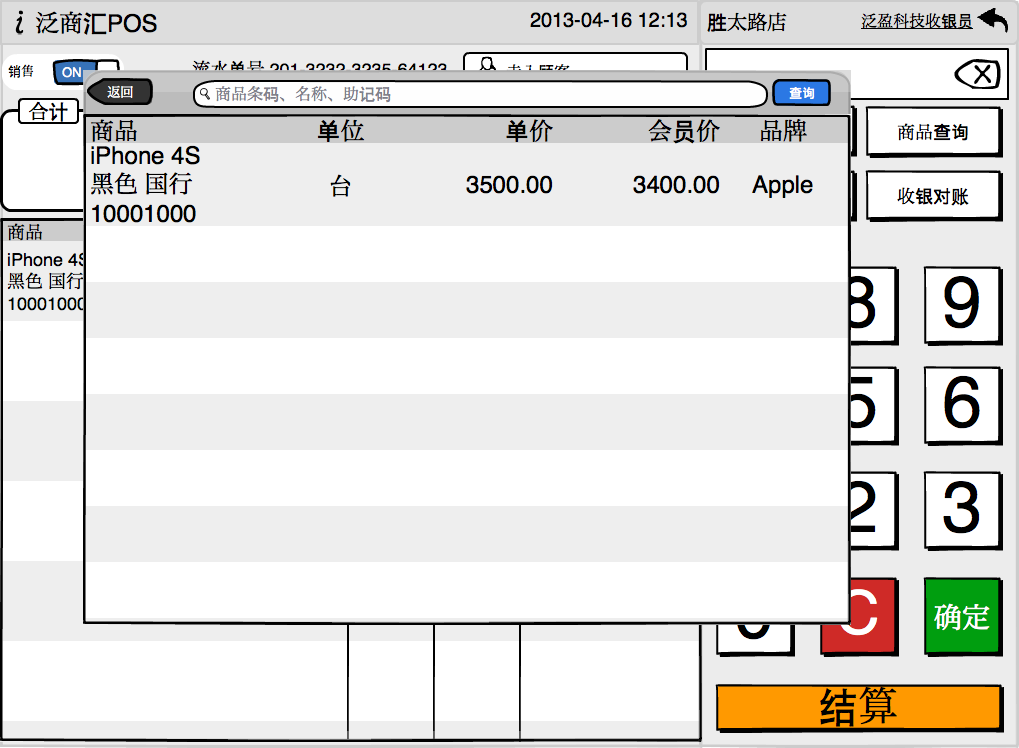 i 泛商汇POS
2013-04-16 12:13
胜太路店
泛盈科技收银员
销售
ON
流水单号 201-3232-3235-64123
合计
返回
商品条码、名称、助记码
查询
商品 单位 单价 会员价 品牌
iPhone 4S
黑色 国行 台 3500.00 3400.00 Apple
10001000
商品
iPhone 4S
黑色 国行
10001000
商品查询
收银对账
8 9
5 6
2 3
C 确定
结算